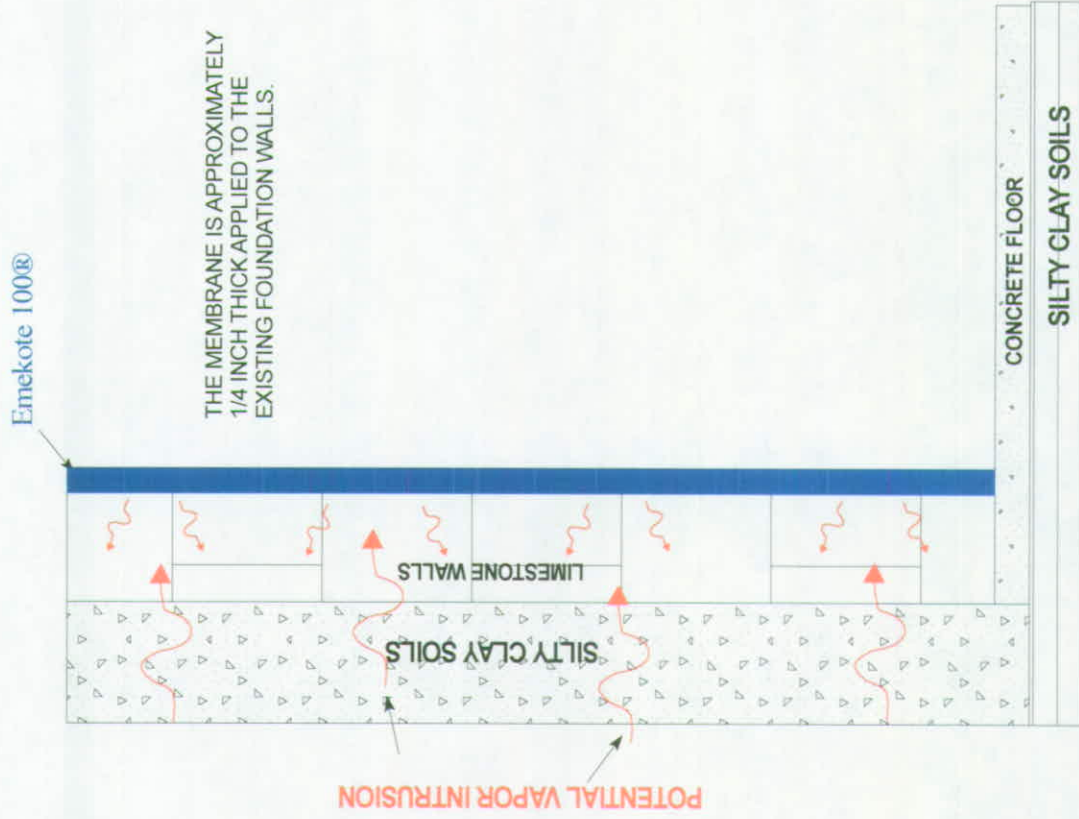 Emekote 100®
THE MEMBRANE IS APPROXIMATELY
1/4 INCH THICK APPLIED TO THE
EXISTING FOUNDATION WALLS.
LIMESTONE WALLS
SILTY CLAY SOILS
POTENTIAL VAPOR INTRUSION
CONCRETE FLOOR
SILTY CLAY SOILS